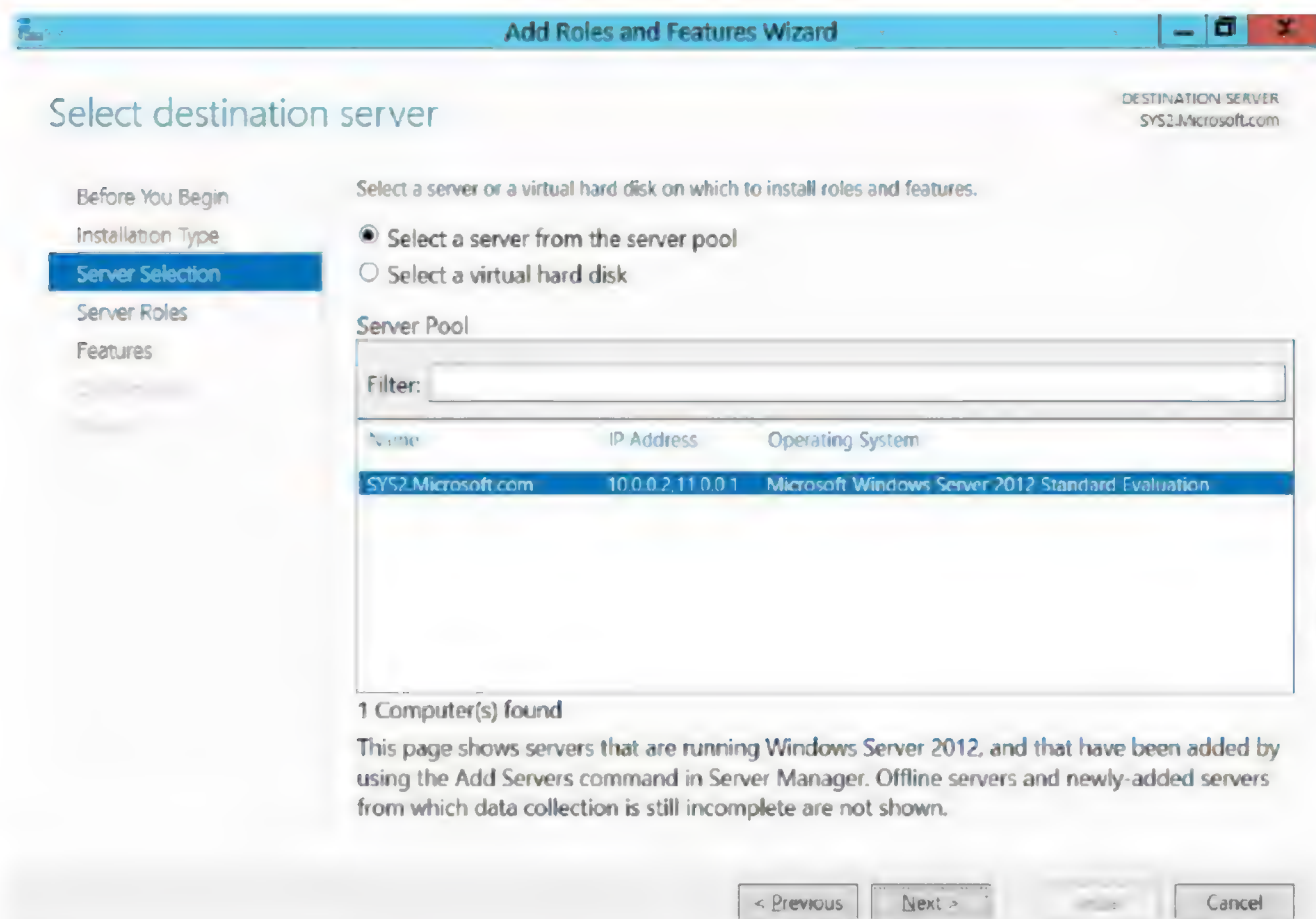 Add Roles and Features Wizard
Select destination server
DESTINATION SERVER
SYS2.Microsoft.com
Before You Begin
Installation Type
Server Selection
Server Roles
Features
Select a server or a virtual hard disk on which to install roles and features.
Select a server from the server pool
Select a virtual hard disk
Server Pool
Filter:
Name IP Address Operating System
SYS2.Microsoft.com 10.0.0.2,11.0.0.1 Microsoft Windows Server 2012 Standard Evaluation
1 Computer(s) found
This page shows servers that are running Windows Server 2012, and that have been added by
using the Add Servers command in Server Manager. Offline servers and newly-added servers
from which data collection is still incomplete are not shown.
< Previous Next > Cancel